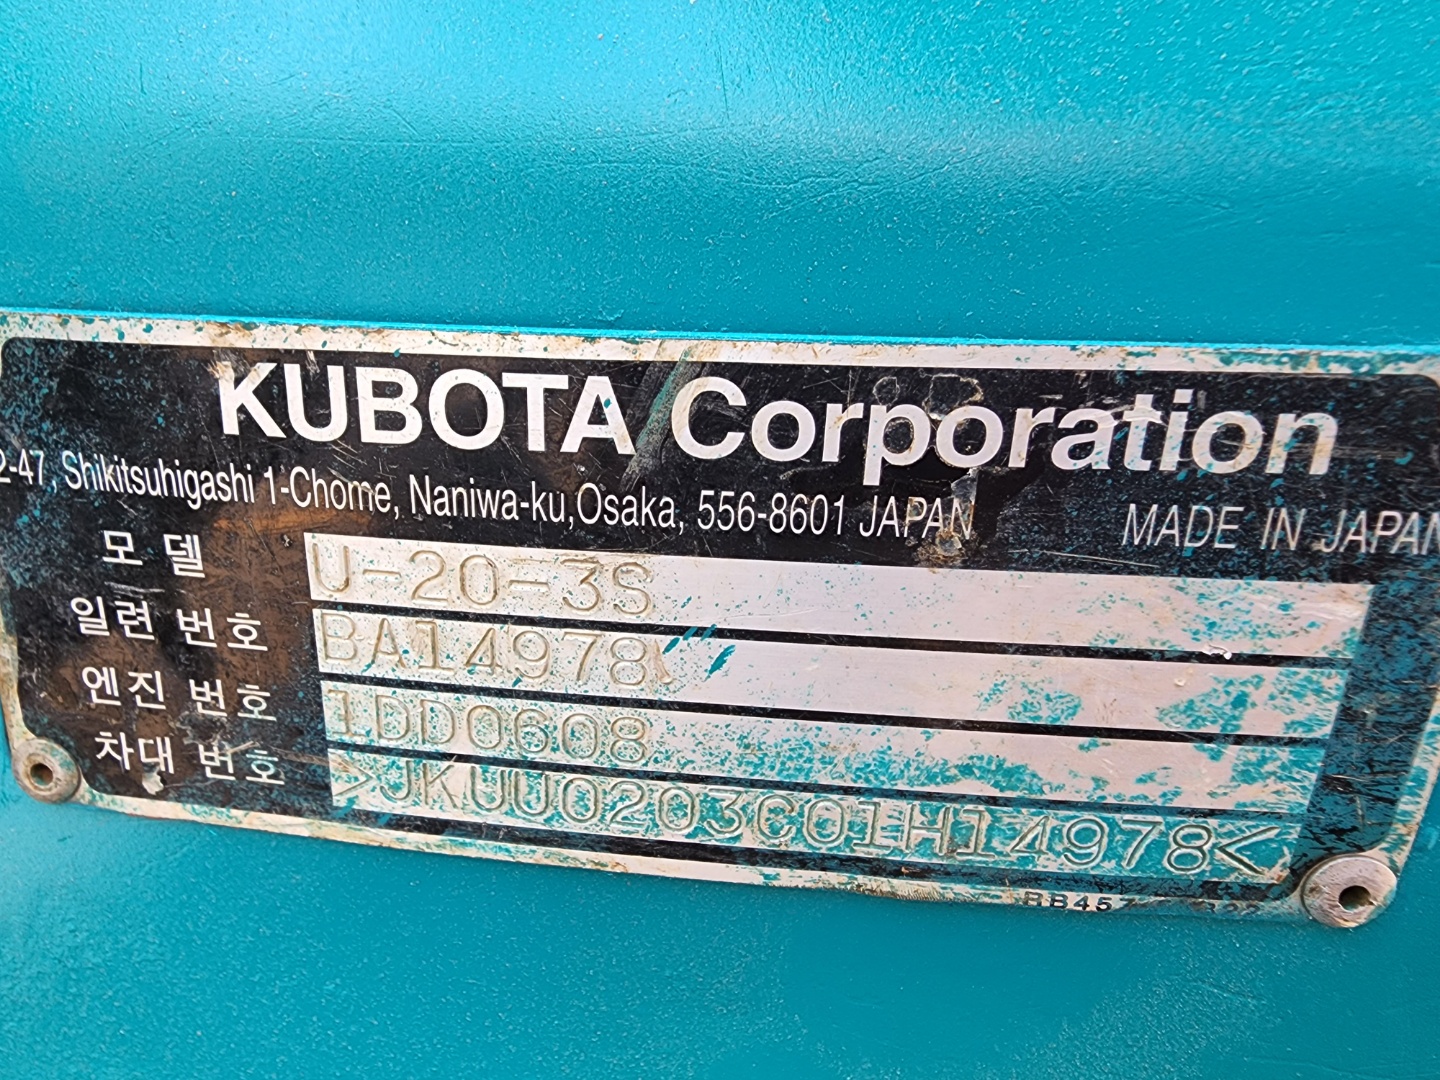 KUBOTA Corporation
2-47, Shikitsuhigashi 1-Chome, Naniwa-ku, Osaka, 556-8601 JAPAN
MADE IN JAPAN
모델 U-20-3S
일련 번호 BA14978
엔진 번호 1DD0608
차대 번호 >JKUU0203C01H14978<